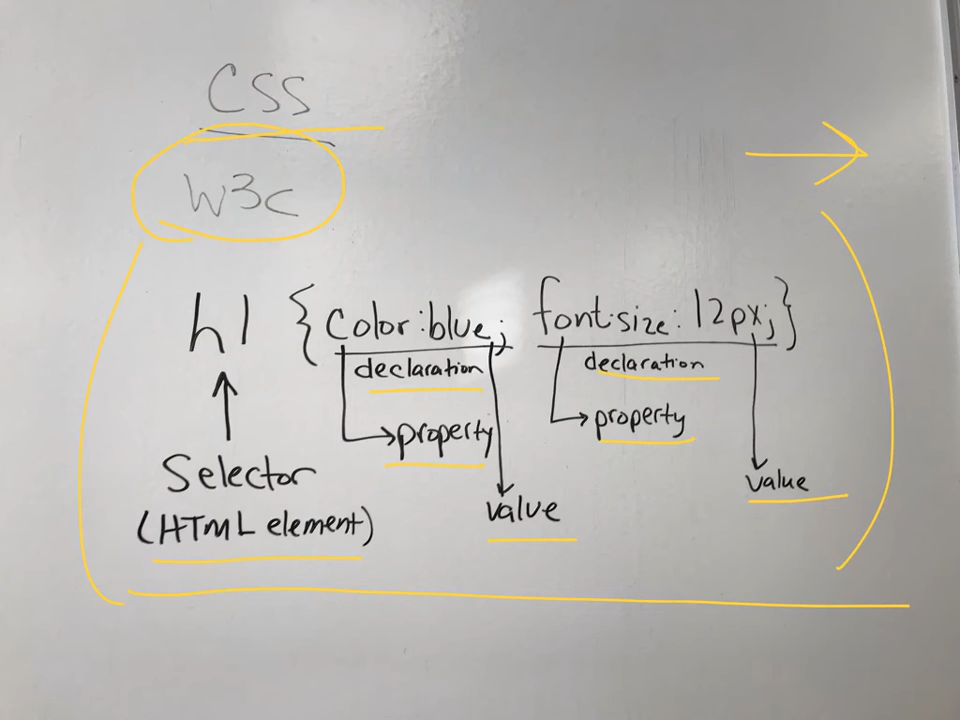 CSS
W3C
h1 {color:blue; font-size: 12px;}
declaration declaration
property property
Selector value value
(HTML element)